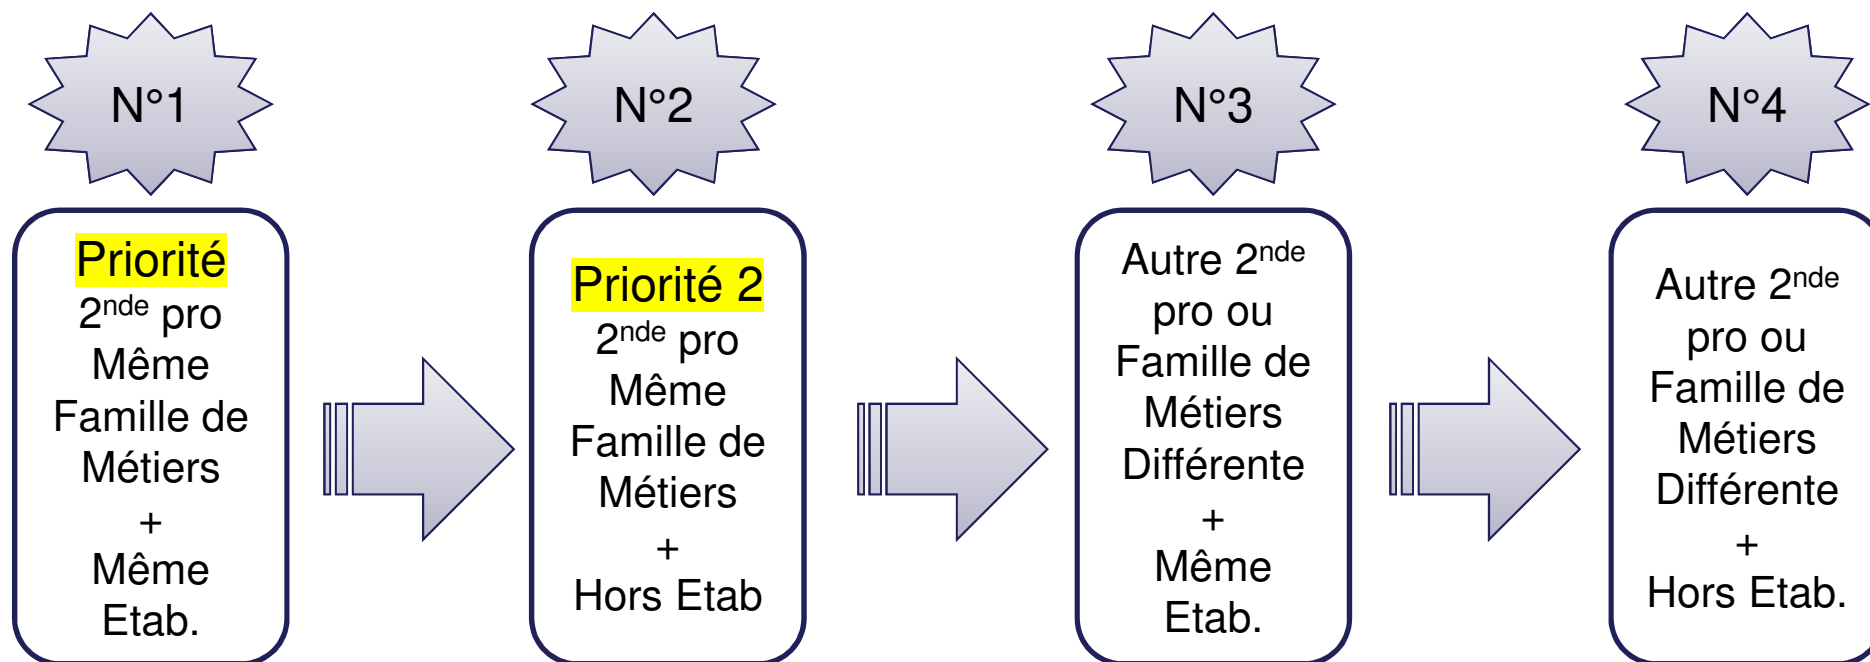 N°1
Priorité
2nde pro
Même
Famille de
Métiers
+
Même
Etab.
N°2
Priorité 2
2nde pro
Même
Famille de
Métiers
+
Hors Etab
N°3
Autre 2nde
pro ou
Famille de
Métiers
Différente
+
Même
Etab.
N°4
Autre 2nde
pro ou
Famille de
Métiers
Différente
+
Hors Etab.